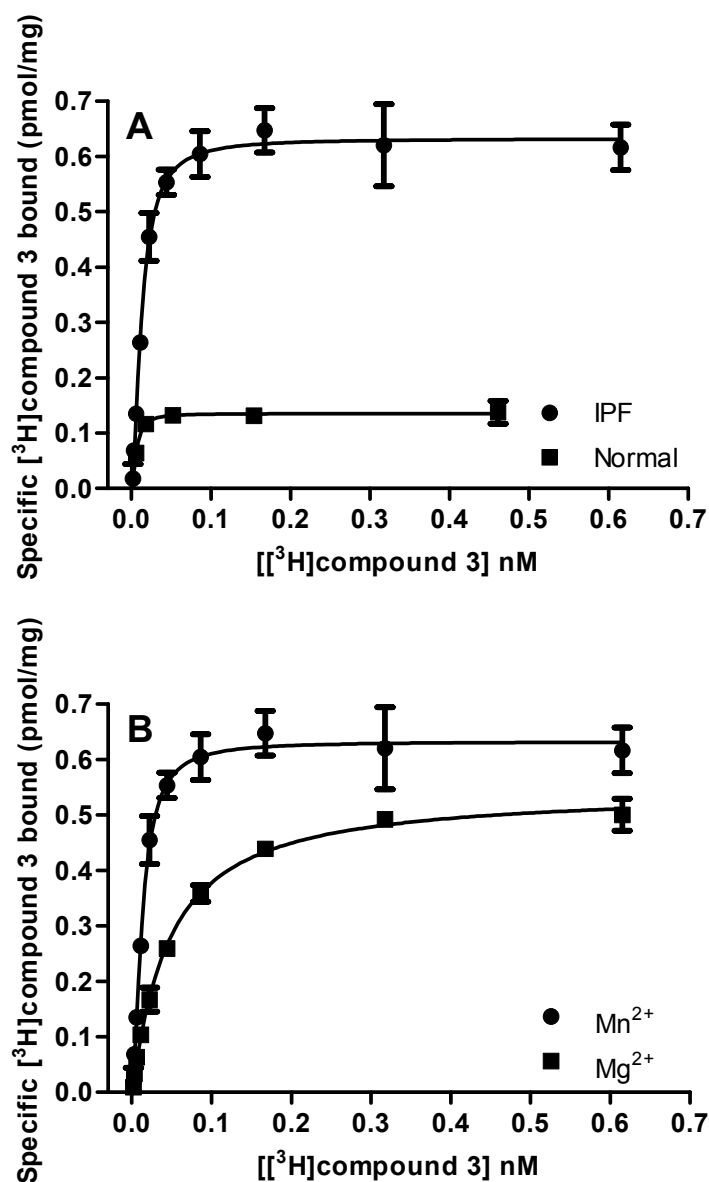 A
Specific [³H]compound 3 bound (pmol/mg)
0.7
0.6
0.5
0.4
0.3
0.2
0.1
0.0
IPF
Normal
0.0 0.1 0.2 0.3 0.4 0.5 0.6 0.7
[[³H]compound 3] nM
B
Specific [³H]compound 3 bound (pmol/mg)
0.7
0.6
0.5
0.4
0.3
0.2
0.1
0.0
Mn²⁺
Mg²⁺
0.0 0.1 0.2 0.3 0.4 0.5 0.6 0.7
[[³H]compound 3] nM